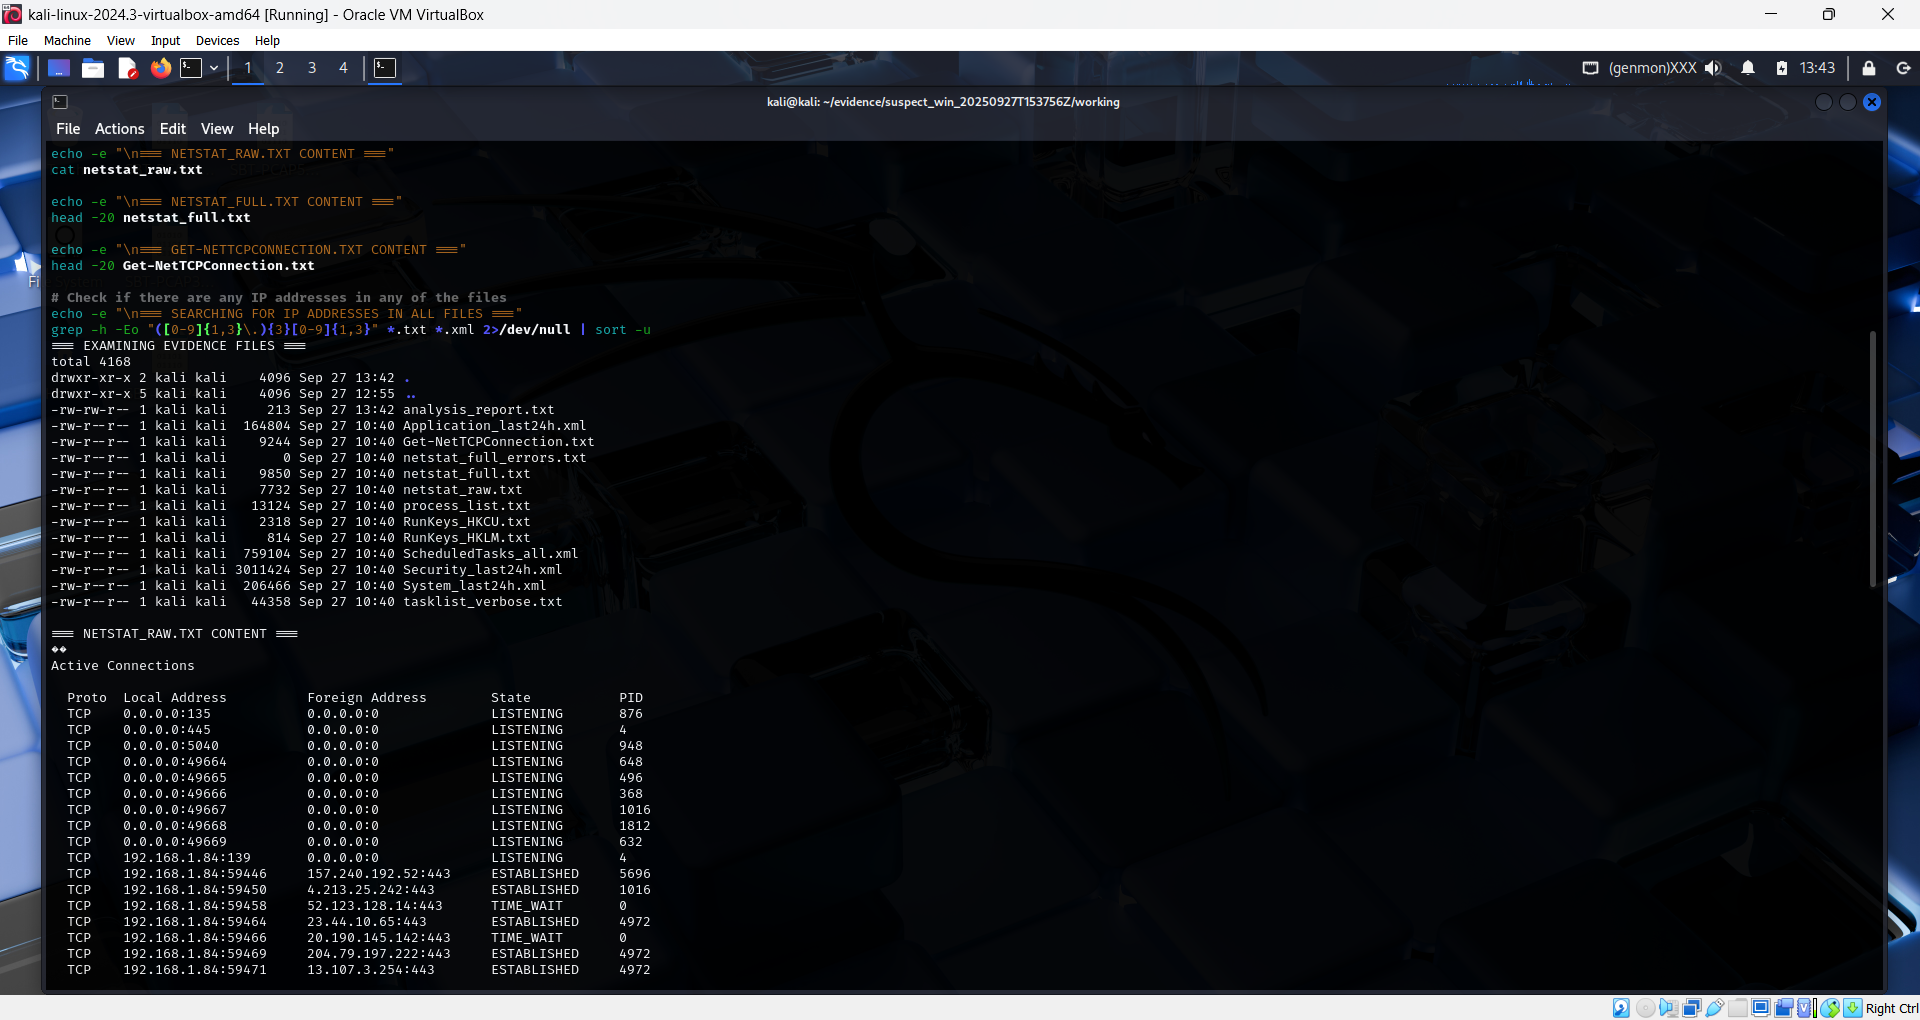 kali-linux-2024.3-virtualbox-amd64 [Running] - Oracle VM VirtualBox
File Machine View Input Devices Help
1 2 3 4 (genmon)XXX 13:43
kali@kali: ~/evidence/suspect_win_20250927T153756Z/working
File Actions Edit View Help
echo -e "\n=== NETSTAT_RAW.TXT CONTENT ==="
cat netstat_raw.txt
echo -e "\n=== NETSTAT_FULL.TXT CONTENT ==="
head -20 netstat_full.txt
echo -e "\n=== GET-NETTCPCONNECTION.TXT CONTENT ==="
head -20 Get-NetTCPConnection.txt
# Check if there are any IP addresses in any of the files
echo -e "\n=== SEARCHING FOR IP ADDRESSES IN ALL FILES ==="
grep -h -Eo "([0-9]{1,3}\.){3}[0-9]{1,3}" *.txt *.xml 2>/dev/null | sort -u
=== EXAMINING EVIDENCE FILES ===
total 4168
drwxr-xr-x 2 kali kali    4096 Sep 27 13:42 .
drwxr-xr-x 5 kali kali    4096 Sep 27 12:55 ..
-rw-rw-r-- 1 kali kali     213 Sep 27 13:42 analysis_report.txt
-rw-r--r-- 1 kali kali  164804 Sep 27 10:40 Application_last24h.xml
-rw-r--r-- 1 kali kali    9244 Sep 27 10:40 Get-NetTCPConnection.txt
-rw-r--r-- 1 kali kali       0 Sep 27 10:40 netstat_full_errors.txt
-rw-r--r-- 1 kali kali    9850 Sep 27 10:40 netstat_full.txt
-rw-r--r-- 1 kali kali    7732 Sep 27 10:40 netstat_raw.txt
-rw-r--r-- 1 kali kali   13124 Sep 27 10:40 process_list.txt
-rw-r--r-- 1 kali kali    2318 Sep 27 10:40 RunKeys_HKCU.txt
-rw-r--r-- 1 kali kali     814 Sep 27 10:40 RunKeys_HKLM.txt
-rw-r--r-- 1 kali kali  759104 Sep 27 10:40 ScheduledTasks_all.xml
-rw-r--r-- 1 kali kali 3011424 Sep 27 10:40 Security_last24h.xml
-rw-r--r-- 1 kali kali  206466 Sep 27 10:40 System_last24h.xml
-rw-r--r-- 1 kali kali   44358 Sep 27 10:40 tasklist_verbose.txt
=== NETSTAT_RAW.TXT CONTENT ===
��
Active Connections
Proto  Local Address          Foreign Address        State           PID
TCP    0.0.0.0:135            0.0.0.0:0              LISTENING       876
TCP    0.0.0.0:445            0.0.0.0:0              LISTENING       4
TCP    0.0.0.0:5040           0.0.0.0:0              LISTENING       948
TCP    0.0.0.0:49664          0.0.0.0:0              LISTENING       648
TCP    0.0.0.0:49665          0.0.0.0:0              LISTENING       496
TCP    0.0.0.0:49666          0.0.0.0:0              LISTENING       368
TCP    0.0.0.0:49667          0.0.0.0:0              LISTENING       1016
TCP    0.0.0.0:49668          0.0.0.0:0              LISTENING       1812
TCP    0.0.0.0:49669          0.0.0.0:0              LISTENING       632
TCP    192.168.1.84:139       0.0.0.0:0              LISTENING       4
TCP    192.168.1.84:59446     157.240.192.52:443     ESTABLISHED     5696
TCP    192.168.1.84:59450     4.213.25.242:443       ESTABLISHED     1016
TCP    192.168.1.84:59458     52.123.128.14:443      TIME_WAIT       0
TCP    192.168.1.84:59464     23.44.10.65:443        ESTABLISHED     4972
TCP    192.168.1.84:59466     20.190.145.142:443     TIME_WAIT       0
TCP    192.168.1.84:59469     204.79.197.222:443     ESTABLISHED     4972
TCP    192.168.1.84:59471     13.107.3.254:443       ESTABLISHED     4972
Right Ctrl